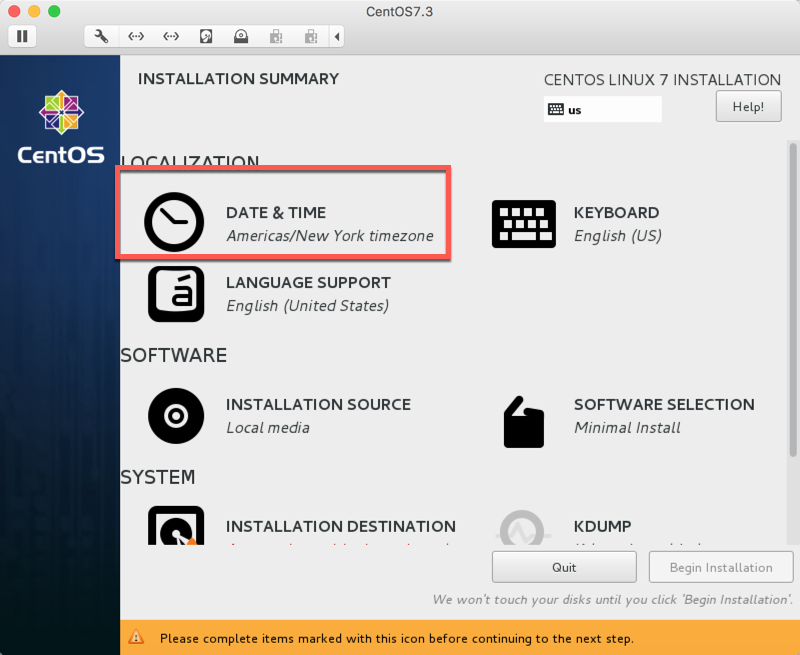 CentOS7.3
INSTALLATION SUMMARY
CENTOS LINUX 7 INSTALLATION
us
Help!
CentOS
LOCALIZATION
DATE & TIME
Americas/New York timezone
KEYBOARD
English (US)
á
LANGUAGE SUPPORT
English (United States)
SOFTWARE
INSTALLATION SOURCE
Local media
SOFTWARE SELECTION
Minimal Install
SYSTEM
INSTALLATION DESTINATION
KDUMP
Quit
Begin Installation
We won't touch your disks until you click 'Begin Installation'.
Please complete items marked with this icon before continuing to the next step.